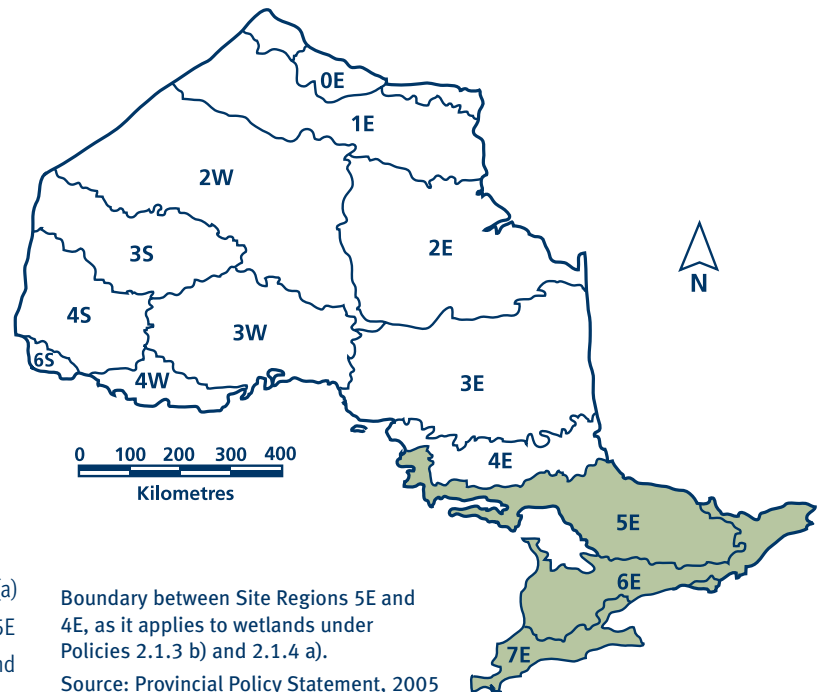 0E
1E
2W
2E
3S
N
4S
3W
6S
4W
3E
0 100 200 300 400
Kilometres
4E
5E
6E
7E
a)
5E
nd
Boundary between Site Regions 5E and
4E, as it applies to wetlands under
Policies 2.1.3 b) and 2.1.4 a).
Source: Provincial Policy Statement, 2005